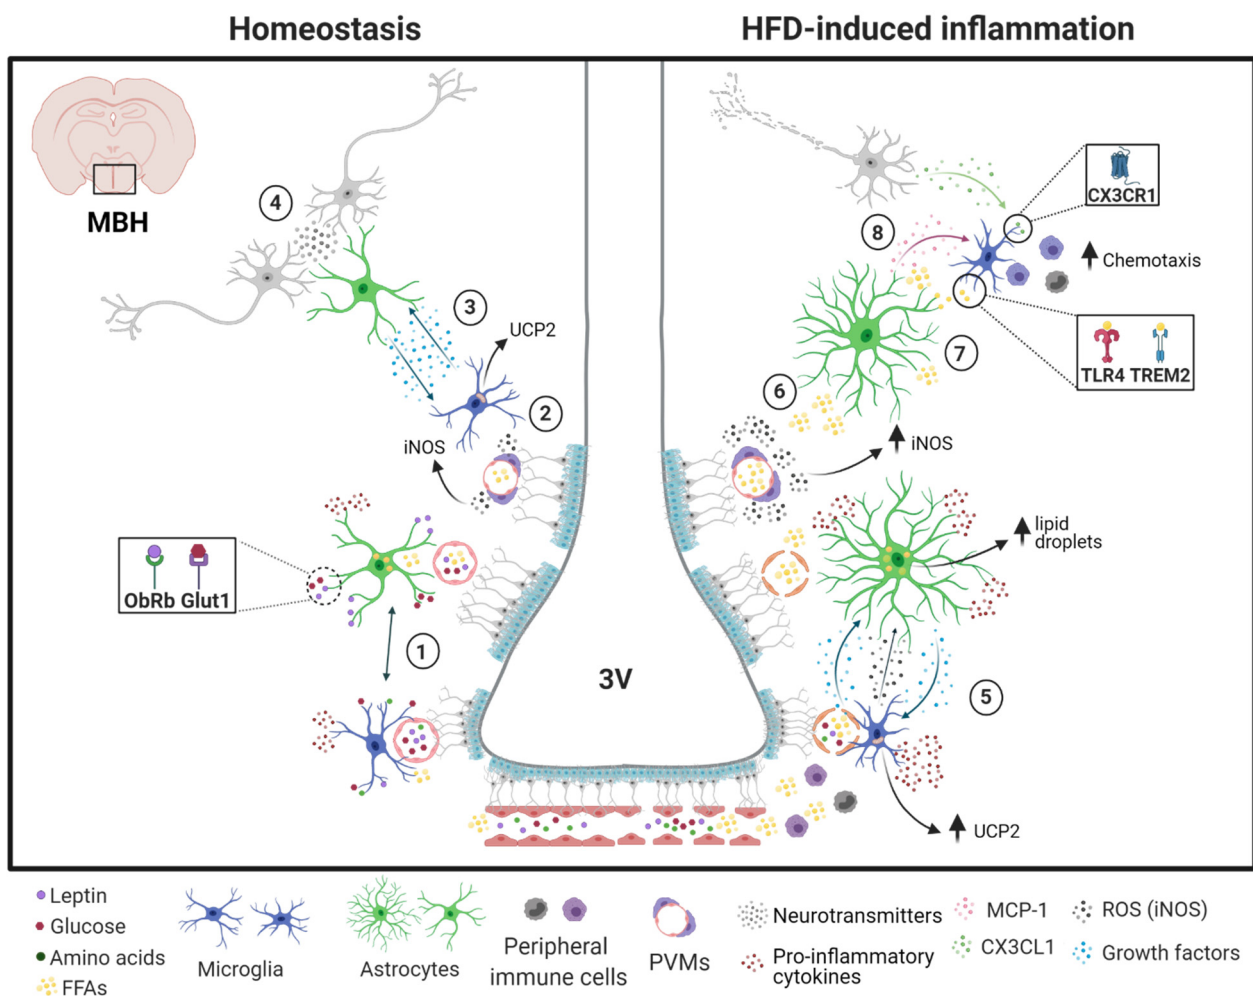 Homeostasis
HFD-induced inflammation
MBH
4
3
UCP2
2
iNOS
ObRb Glut1
1
3V
CX3CR1
8
Chemotaxis
7
TLR4 TREM2
6
iNOS
lipid
droplets
5
UCP2
Leptin
Glucose
Amino acids
FFAs
Microglia
Astrocytes
Peripheral
immune cells
PVMs
Neurotransmitters
Pro-inflammatory
cytokines
MCP-1
CX3CL1
ROS (iNOS)
Growth factors